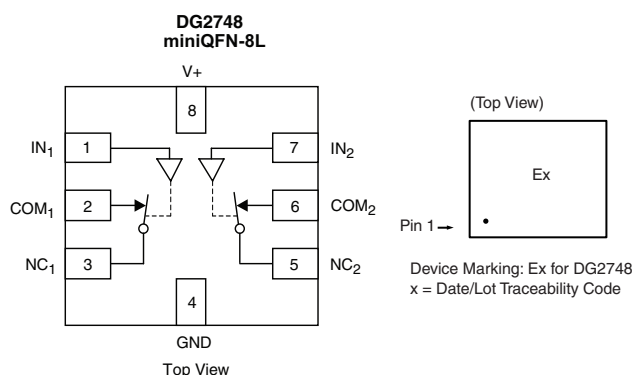 DG2748
miniQFN-8L
V+
8
IN1 1 7 IN2
COM1 2 6 COM2
NC1 3 5 NC2
4
GND
Top View
(Top View)
Ex
Pin 1
Device Marking: Ex for DG2748
x = Date/Lot Traceability Code